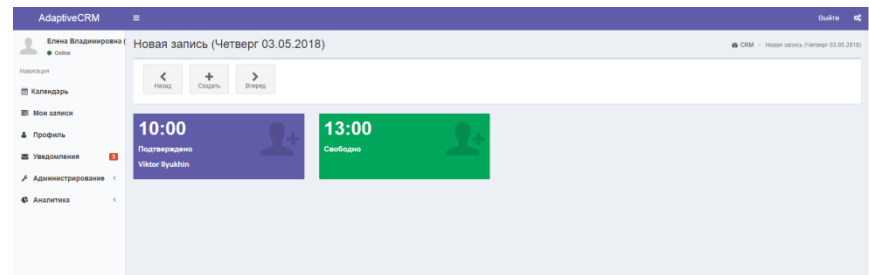 AdaptiveCRM
Выйти
Елена Владимировна (
Online
Новая запись (Четверг 03.05.2018)
CRM
Новая запись (Четверг 03.05.2018)
Навигация
Календарь
Мои записи
Профиль
Уведомления 3
Администрирование
Аналитика
Назад
Создать
Вперед
10:00
Подтверждено
Viktor Ilyukhin
13:00
Свободно